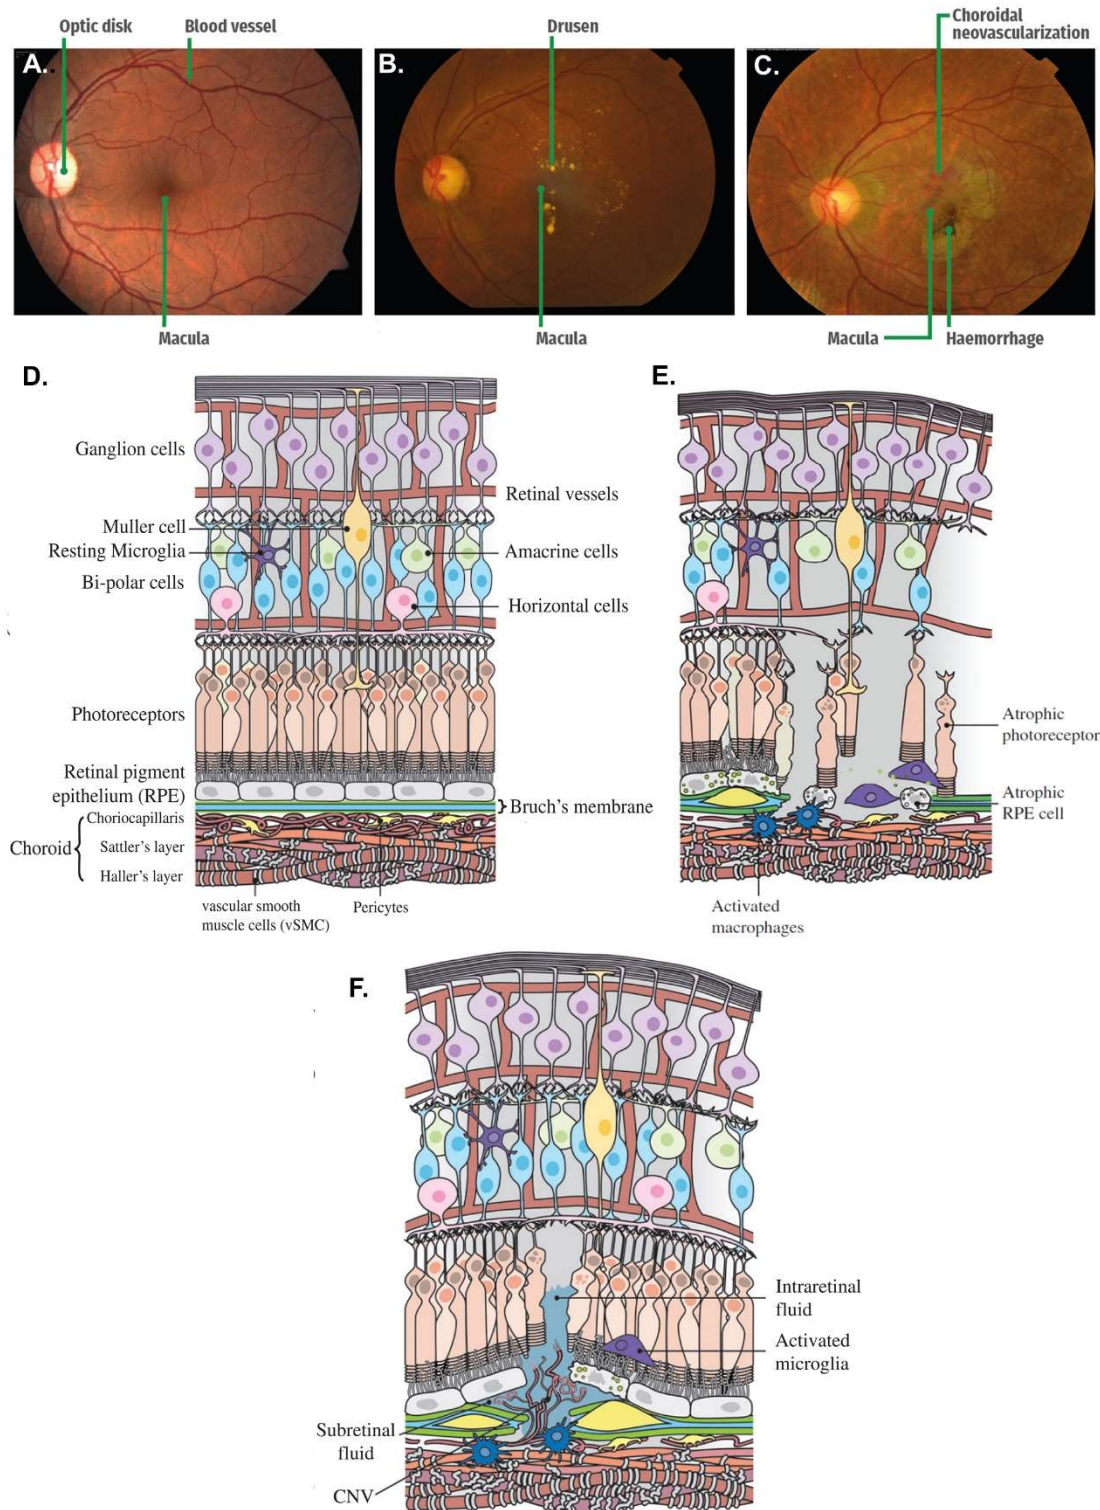 Optic disk
Blood vessel
Drusen
Choroidal
neovascularization
A.
B.
C.
Macula
Macula
Macula
Haemorrhage
D.
Ganglion cells
Muller cell
Resting Microglia
Bi-polar cells
Photoreceptors
Retinal pigment
epithelium (RPE)
Choriocapillaris
Choroid
Sattler's layer
Haller's layer
vascular smooth
muscle cells (vSMC)
Pericytes
Retinal vessels
Amacrine cells
Horizontal cells
Bruch's membrane
E.
Atrophic
photoreceptor
Atrophic
RPE cell
Activated
macrophages
F.
Intraretinal
fluid
Activated
microglia
Subretinal
fluid
CNV